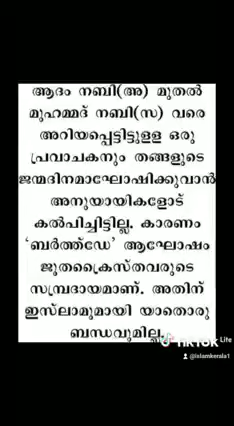 ആദം നബി(അ) മുതൽ
മുഹമ്മദ് നബി(സ) വരെ
അറിയപ്പെട്ടിട്ടുള്ള ഒരു
പ്രവാചകനും തങ്ങളുടെ
ജന്മദിനമാഘോഷിക്കുവാൻ
അനുയായികളോട്
കൽപിച്ചിട്ടില്ല. കാരണം
'ബർത്ത്ഡേ' ആഘോഷം
ജൂതക്രൈസ്തവരുടെ
സമ്പ്രദായമാണ്. അതിന്
ഇസ്‌ലാമുമായി യാതൊരു
ബന്ധവുമില്ല.
TikTok Lite
@islamkerala1